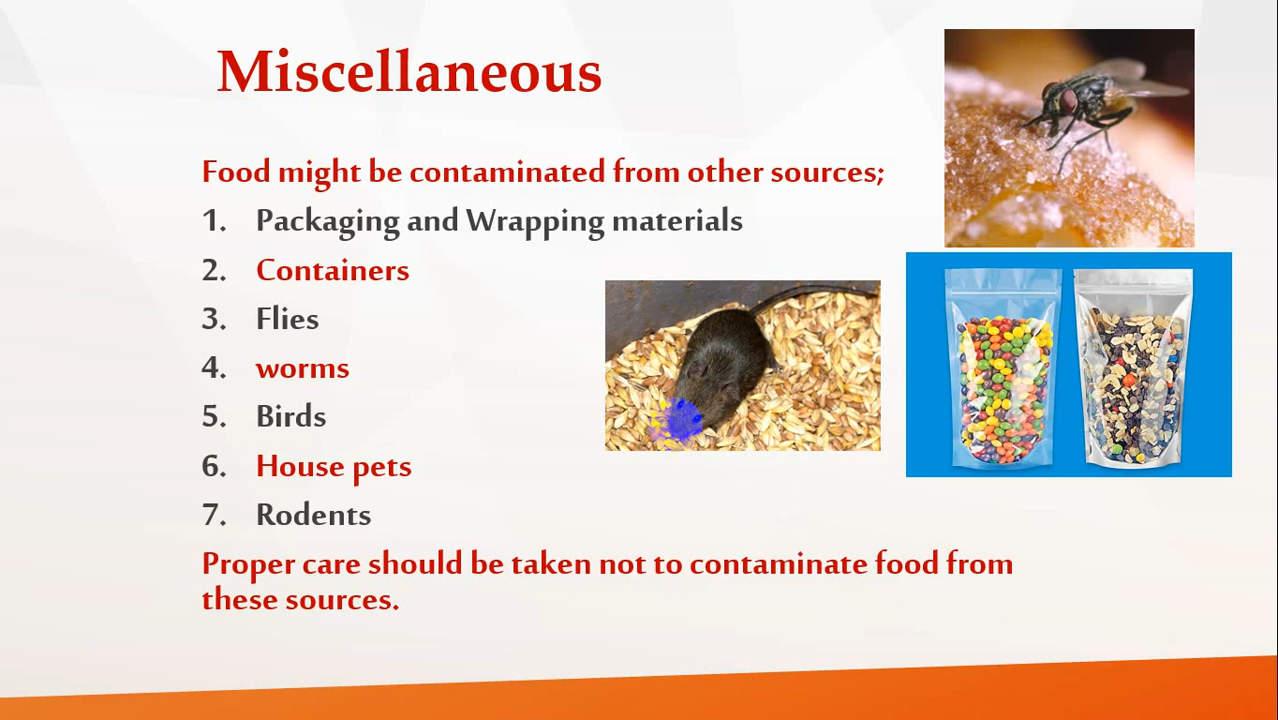 Miscellaneous
Food might be contaminated from other sources;
1. Packaging and Wrapping materials
2. Containers
3. Flies
4. worms
5. Birds
6. House pets
7. Rodents
Proper care should be taken not to contaminate food from
these sources.